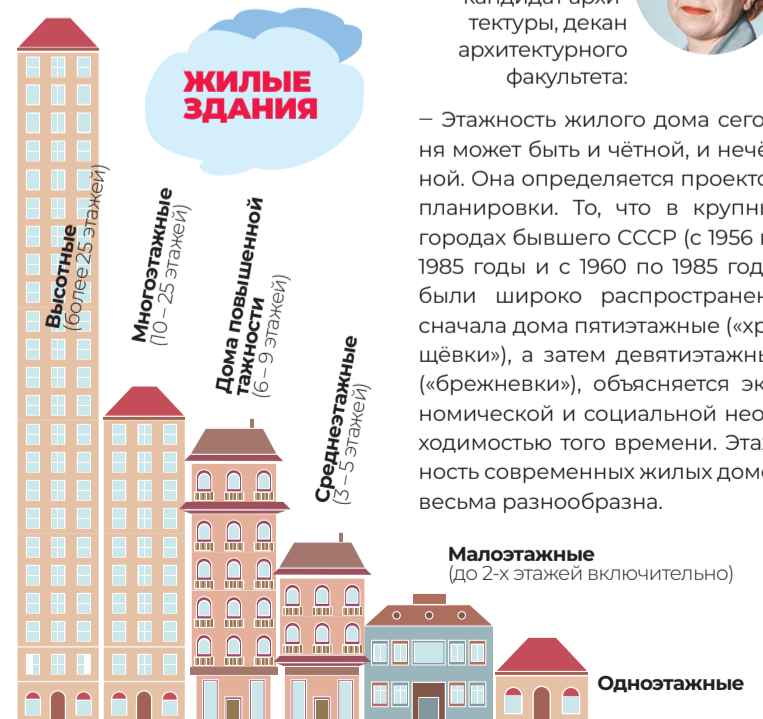 ЖИЛЫЕ
ЗДАНИЯ
Высотные
(более 25 этажей)
Многоэтажные
(10 – 25 этажей)
Дома повышенной
тажности
(6 – 9 этажей)
Среднеэтажные
(3 – 5 этажей)
кандидат архи-
тектуры, декан
архитектурного
факультета:
— Этажность жилого дома сего
ня может быть и чётной, и нечё
ной. Она определяется проекто
планировки. То, что в крупны
городах бывшего СССР (с 1956
1985 годы и с 1960 по 1985 год
были широко распространен
сначала дома пятиэтажные («хр
щёвки»), а затем девятиэтажны
(«брежневки»), объясняется эк
номической и социальной нео
ходимостью того времени. Этаж
ность современных жилых домо
весьма разнообразна.
Малоэтажные
(до 2-х этажей включительно)
Одноэтажные